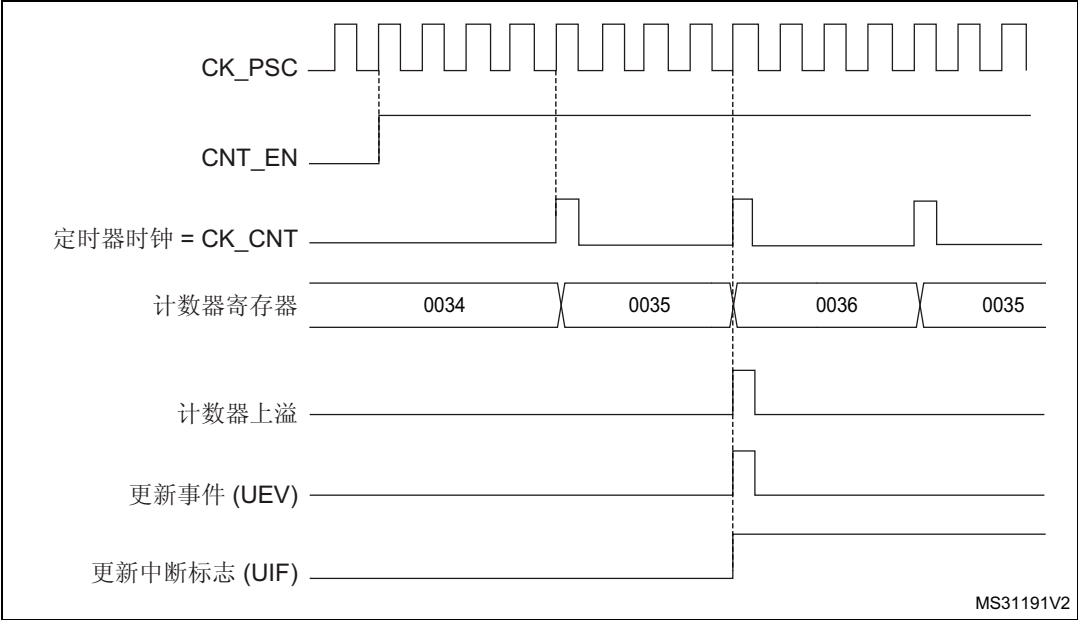 CK_PSC
CNT_EN
定时器时钟 = CK_CNT
计数器寄存器 0034 0035 0036 0035
计数器上溢
更新事件 (UEV)
更新中断标志 (UIF)
MS31191V2